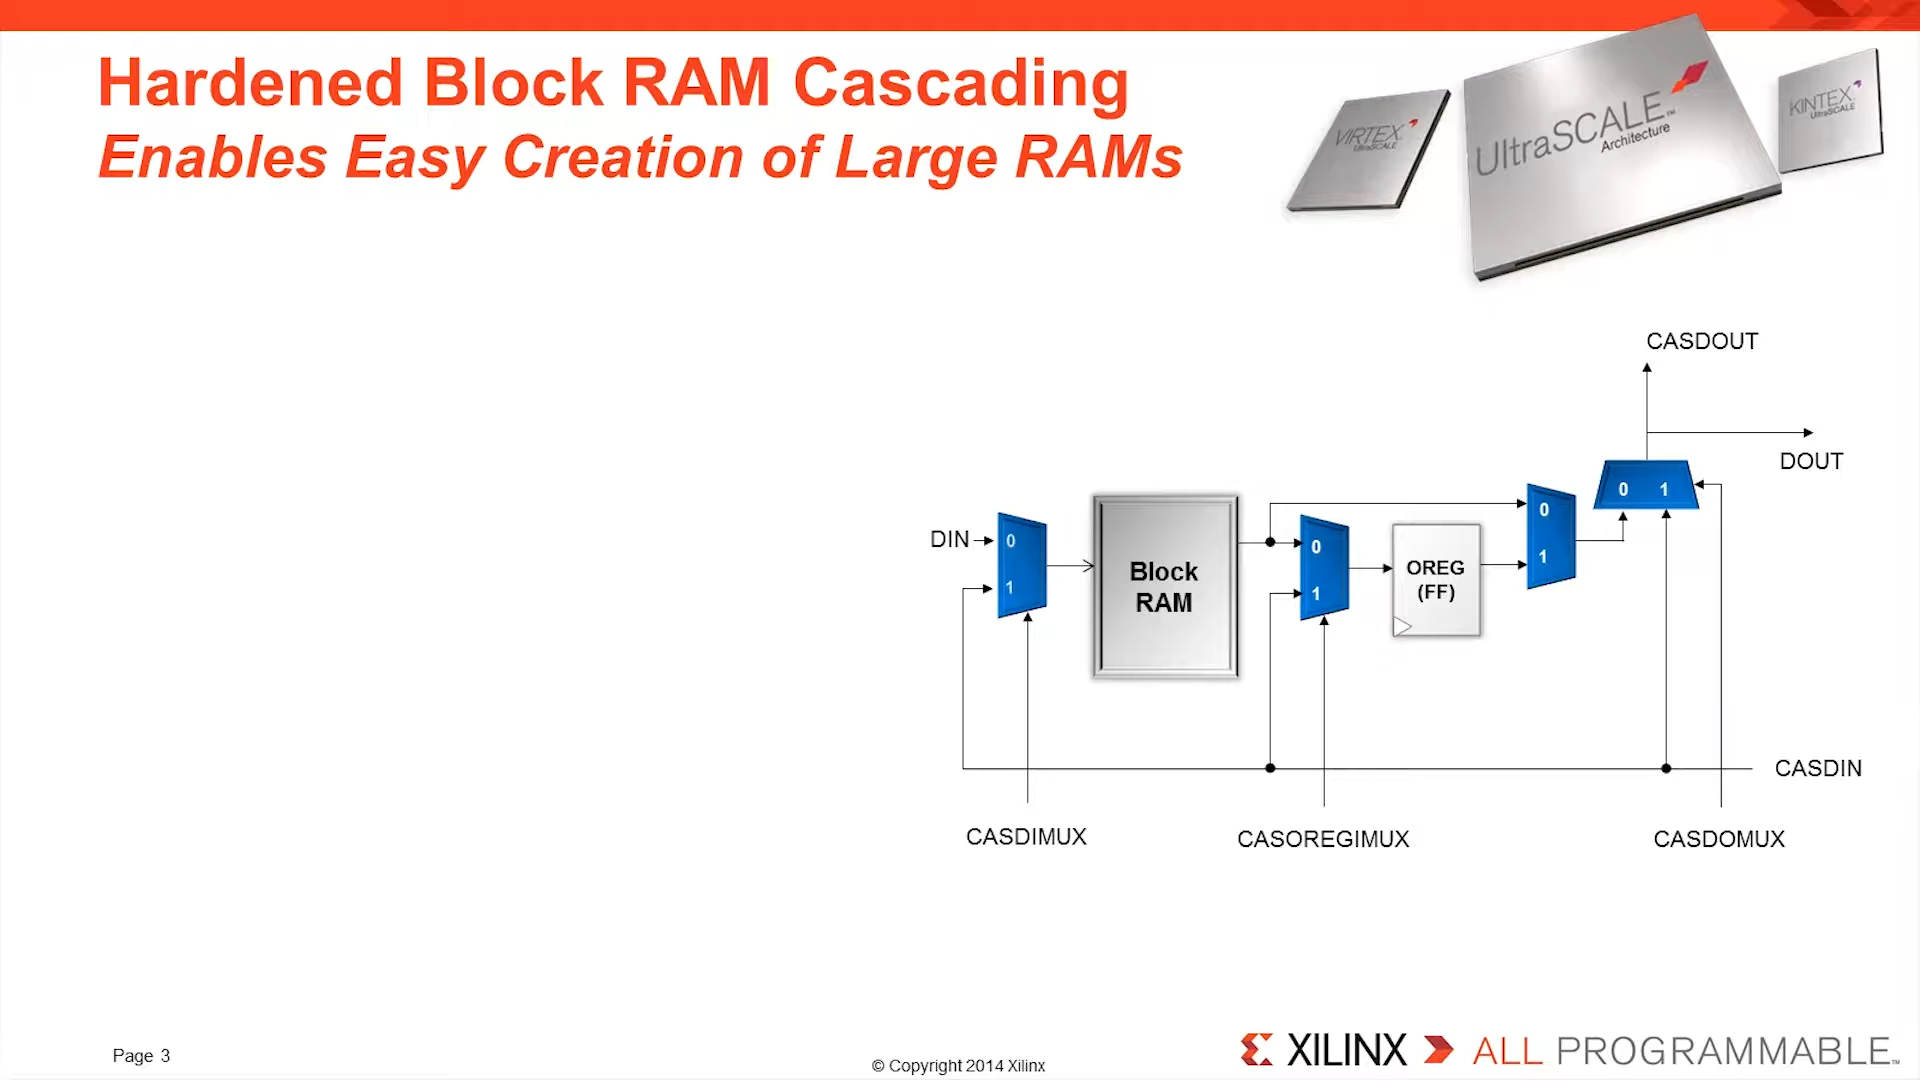 Hardened Block RAM Cascading
Enables Easy Creation of Large RAMs
VIRTEX
UltraSCALE
UltraSCALE™
Architecture
KINTEX
UltraSCALE
CASDOUT
DOUT
0 1
DIN
0
1
Block
RAM
0
1
OREG
(FF)
0
1
CASDIN
CASDIMUX
CASOREGIMUX
CASDOMUX
Page 3
© Copyright 2014 Xilinx
XILINX ALL PROGRAMMABLE™